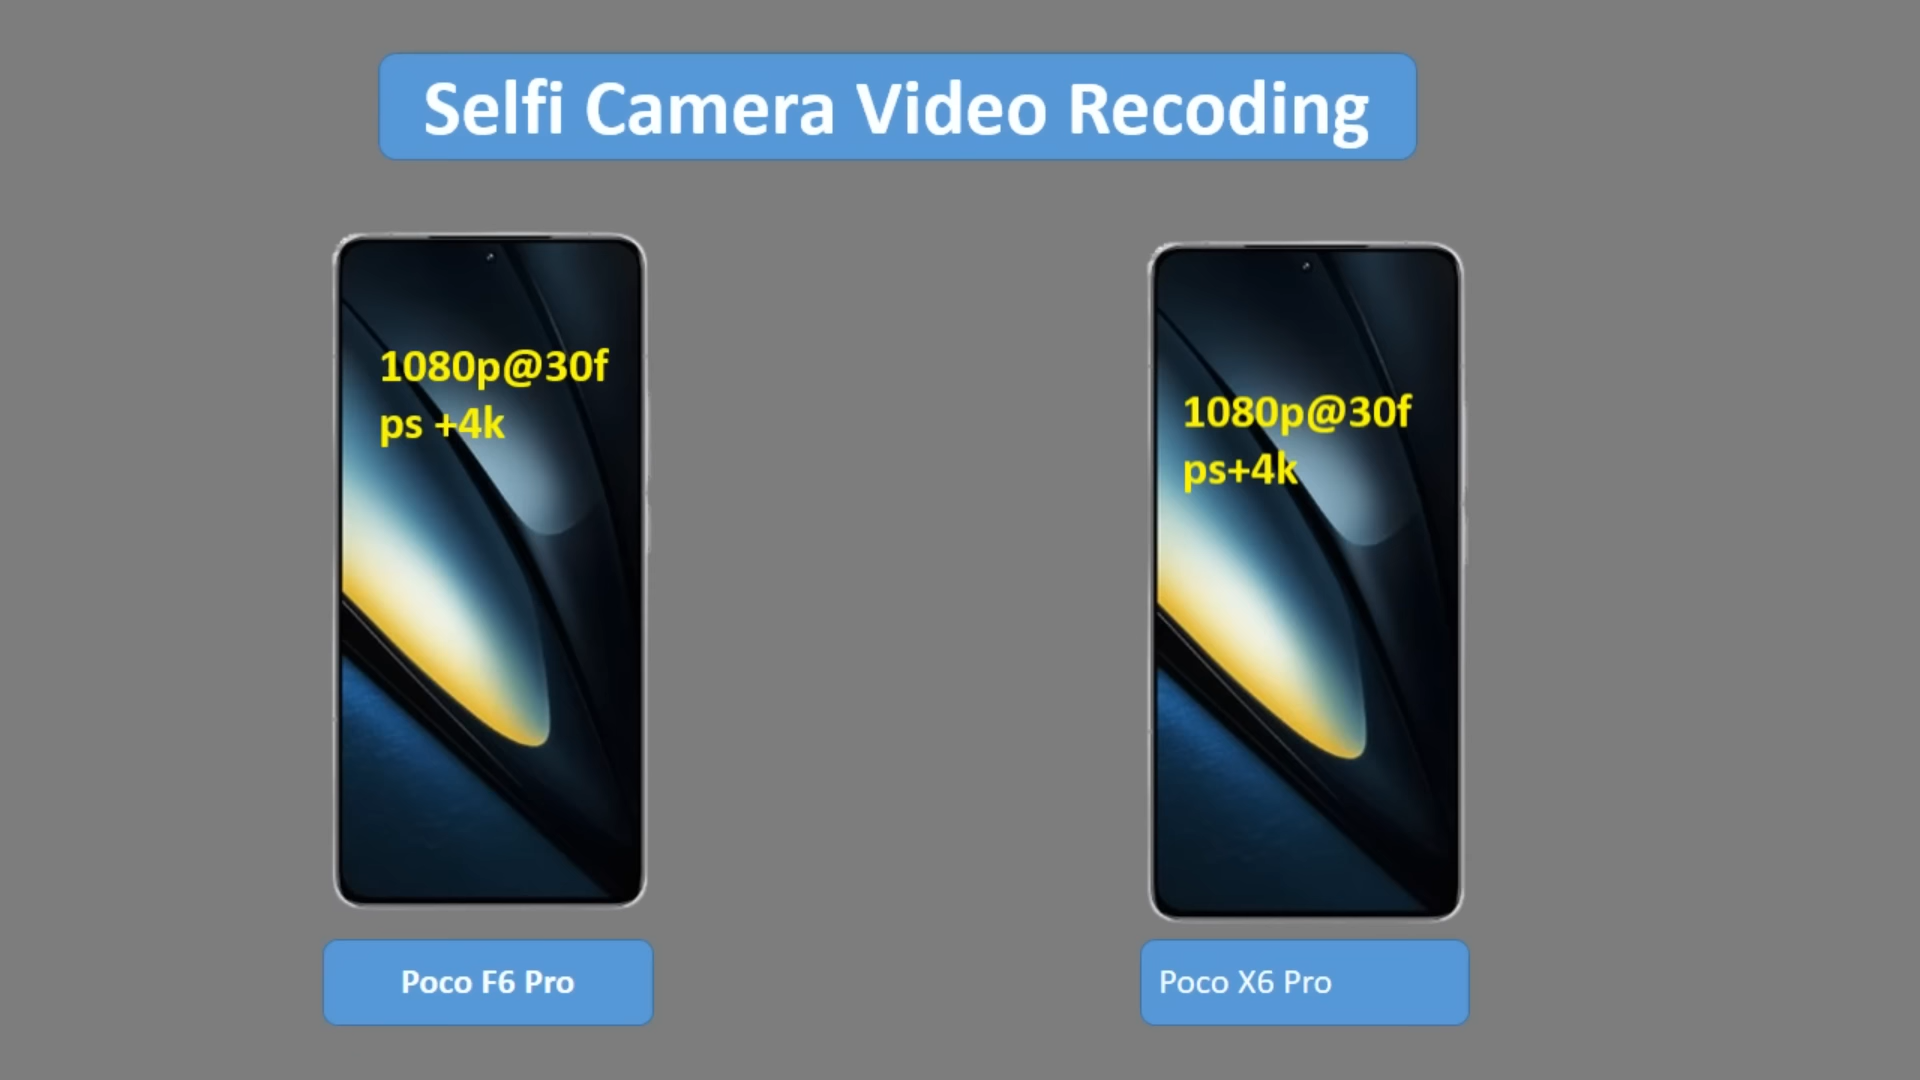 Selfi Camera Video Recoding
1080p@30f
ps +4k
1080p@30f
ps+4k
Poco F6 Pro
Poco X6 Pro